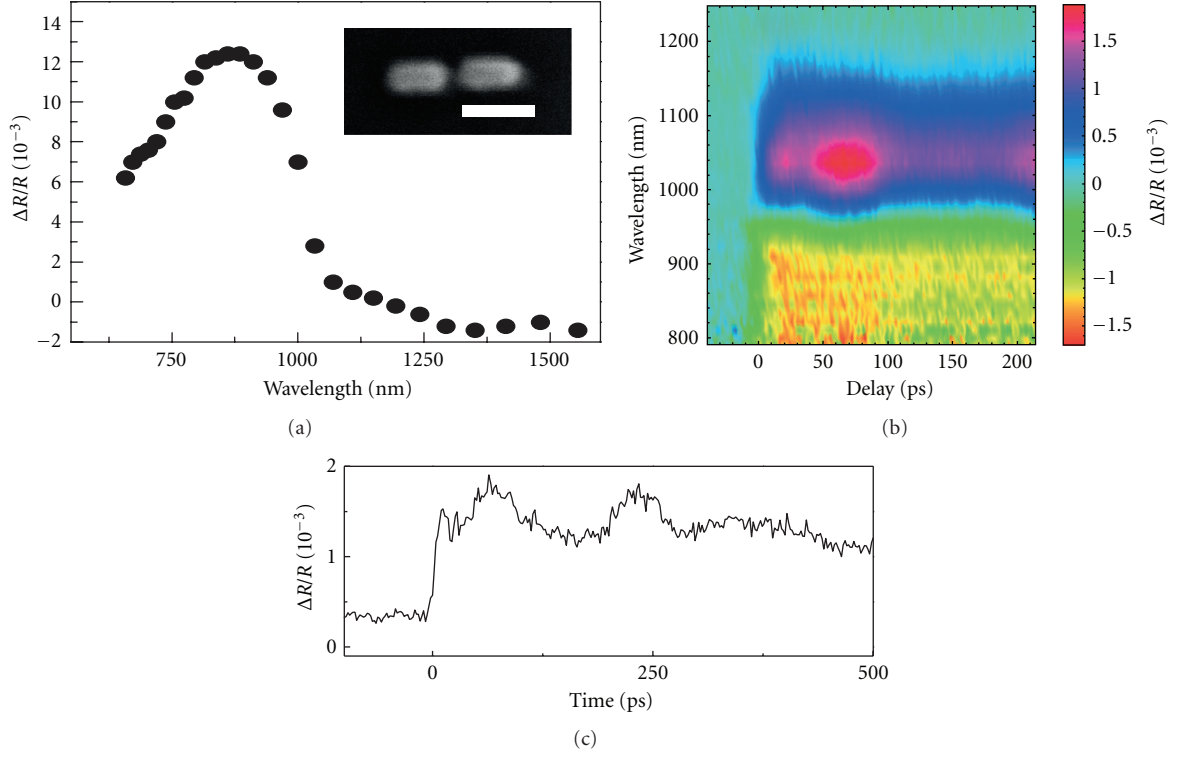 14
12
10
8
6
4
2
0
−2
ΔR/R (10−3)
750 1000 1250 1500
Wavelength (nm)
(a)
1200
1100
1000
900
800
Wavelength (nm)
0 50 100 150 200
Delay (ps)
1.5
1
0.5
0
−0.5
−1
−1.5
ΔR/R (10−3)
(b)
2
1
0
ΔR/R (10−3)
0 250 500
Time (ps)
(c)